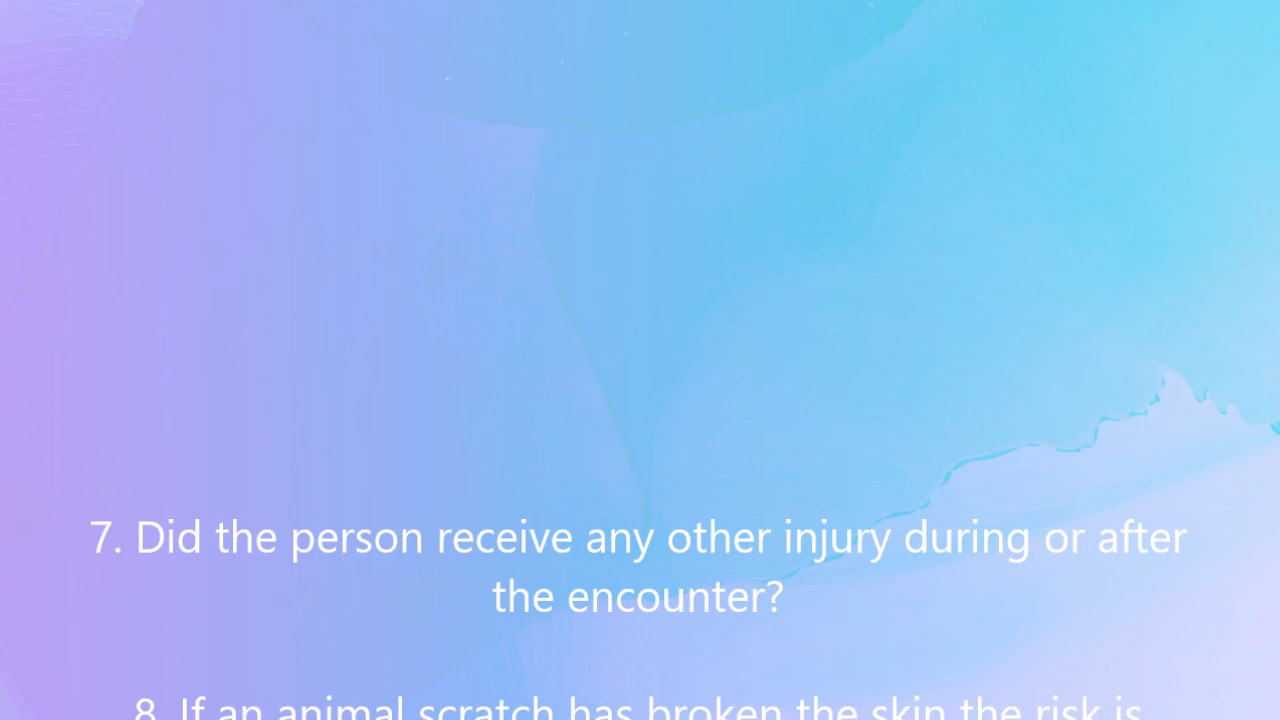 7. Did the person receive any other injury during or after
the encounter?
8. If an animal scratch has broken the skin the risk is